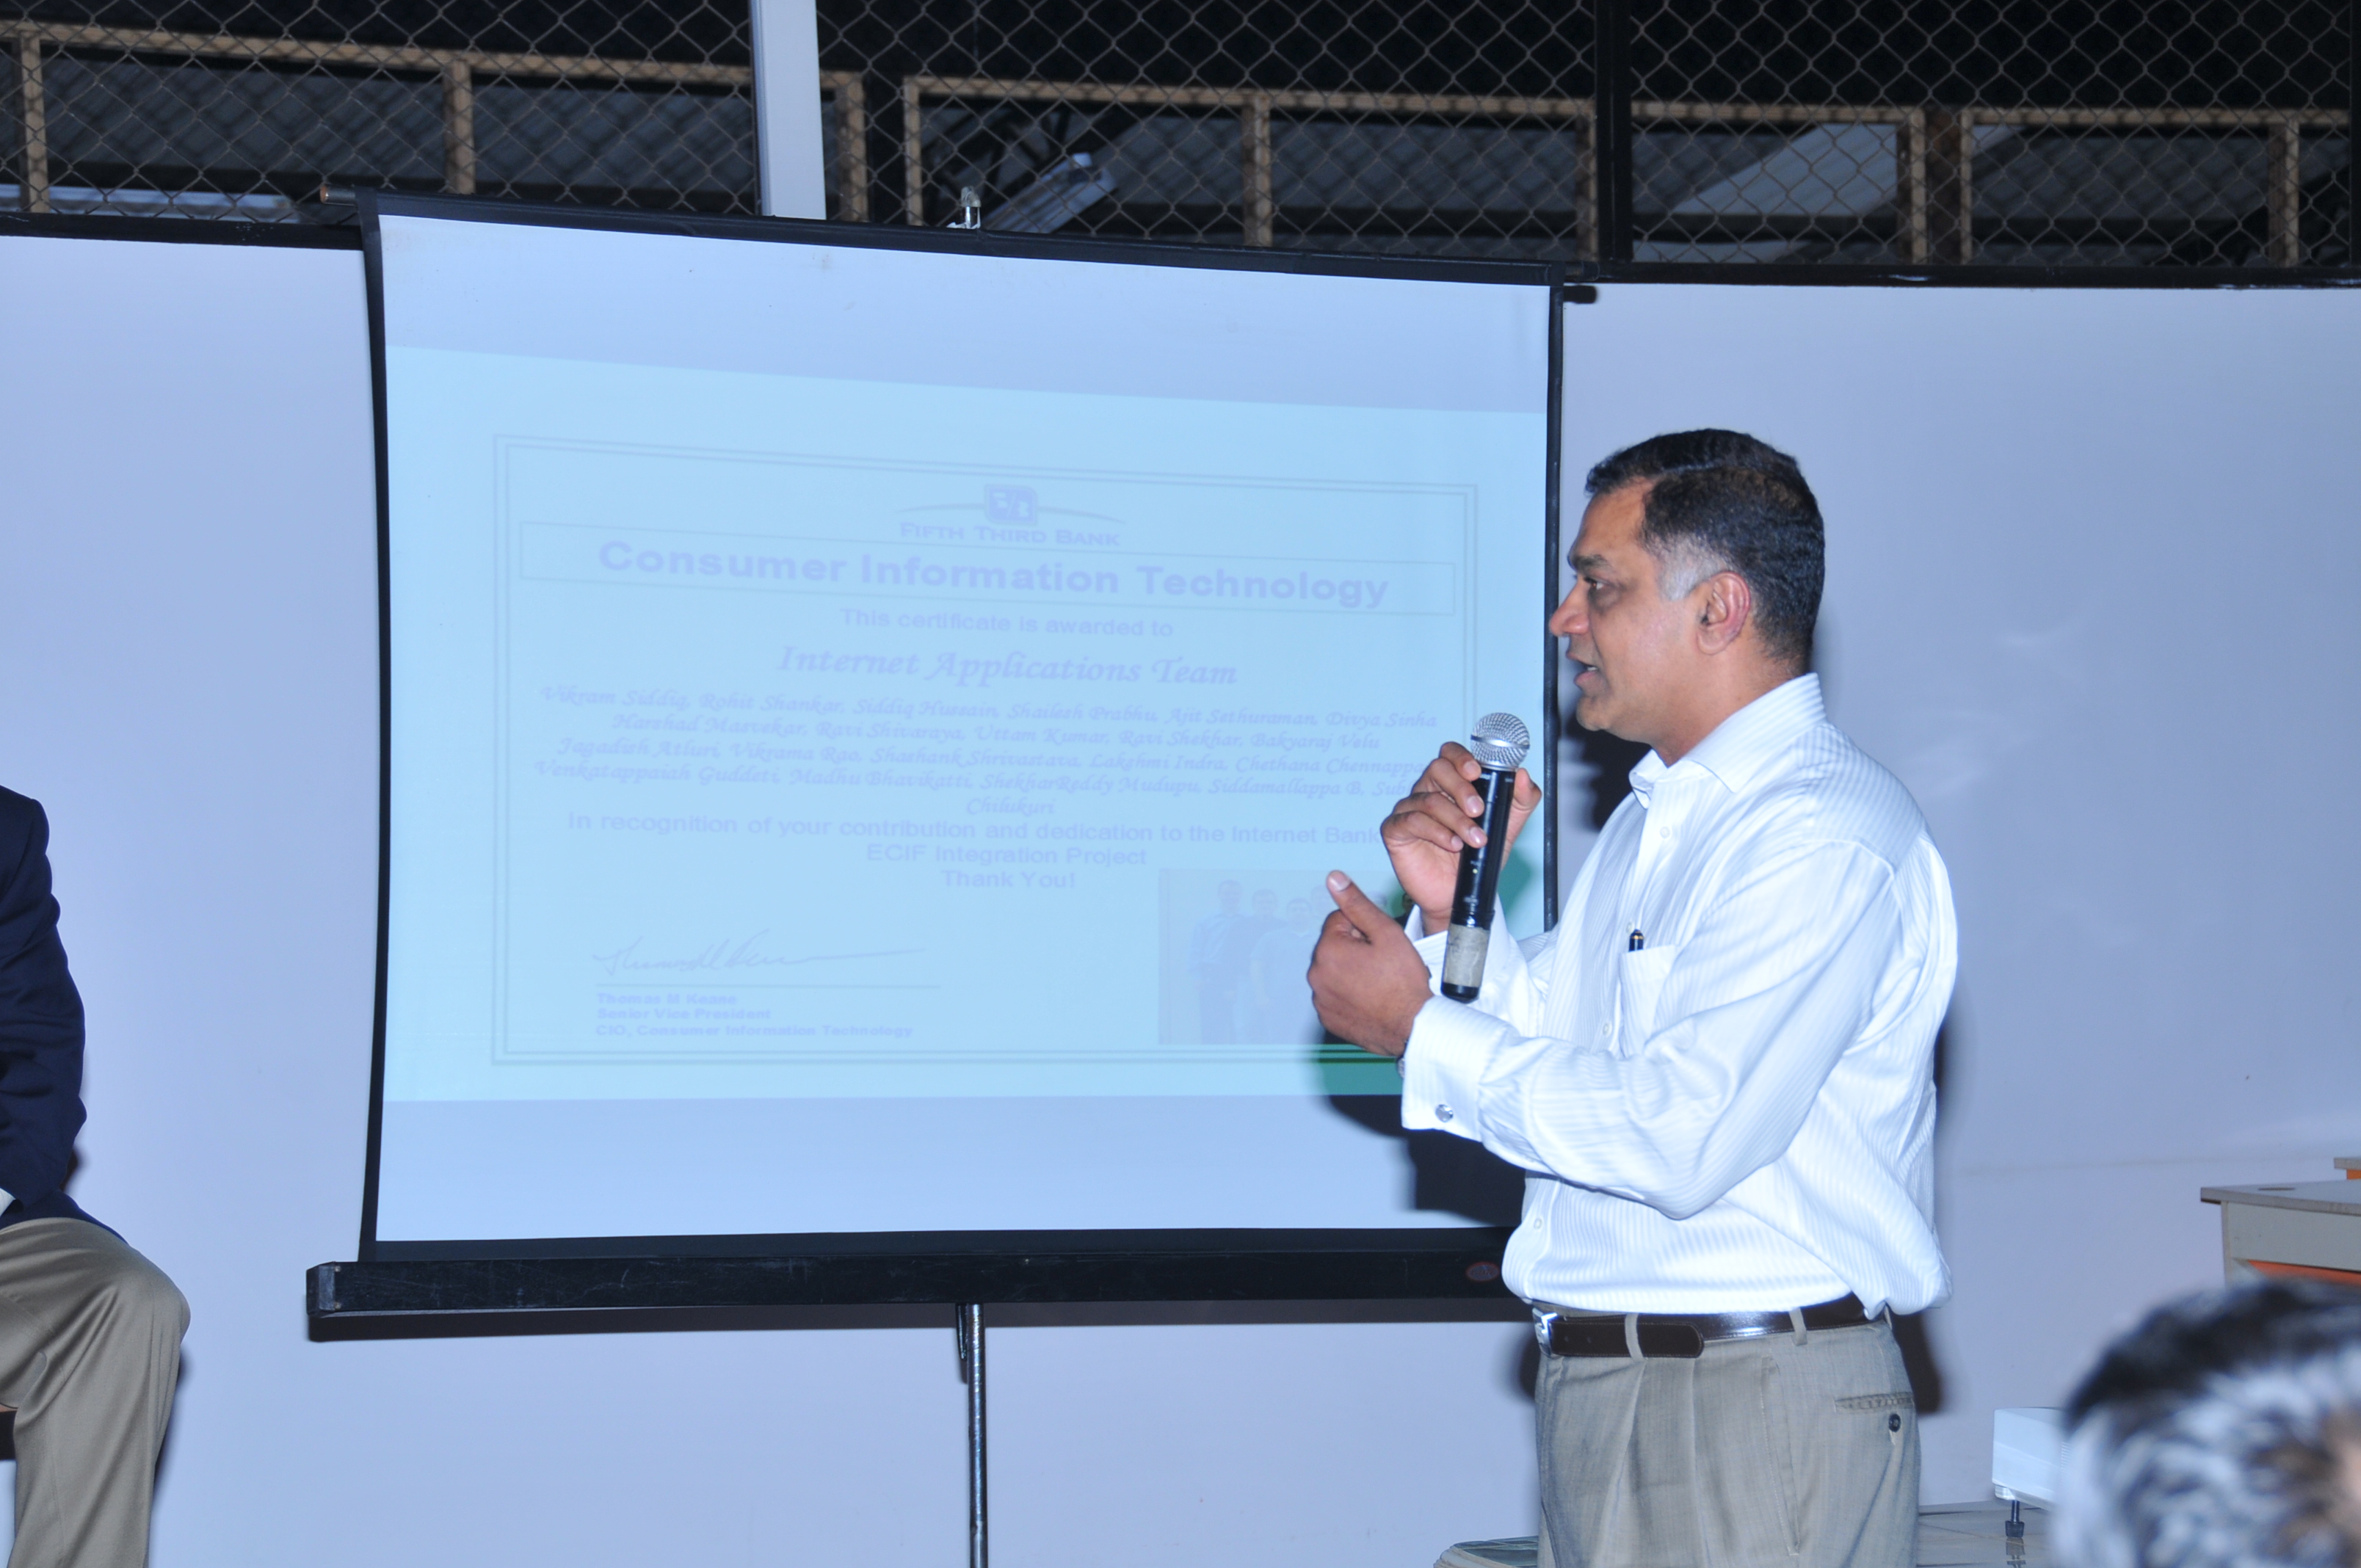 FIFTH THIRD BANK
Consumer Information Technology
This certificate is awarded to
Internet Applications Team
Vikram Siddiq, Rohit Shankar, Siddiq Hussain, Shailesh Prabhu, Ajit Sethuraman, Divya Sinha
Harshad Masvekar, Ravi Shivaraya, Uttam Kumar, Ravi Shekhar, Bakyaraj Velu
Jagadish Atluri, Vikrama Rao, Shashank Shrivastava, Lakshmi Indra, Chethana Chennappa
Venkatappaiah Guddeti, Madhu Bhavikatti, ShekharReddy Mudupu, Siddamallappa B, Sub
Chilukuri
In recognition of your contribution and dedication to the Internet Bank
ECIF Integration Project
Thank You!
Thomas M Keane
Senior Vice President
CIO, Consumer Information Technology